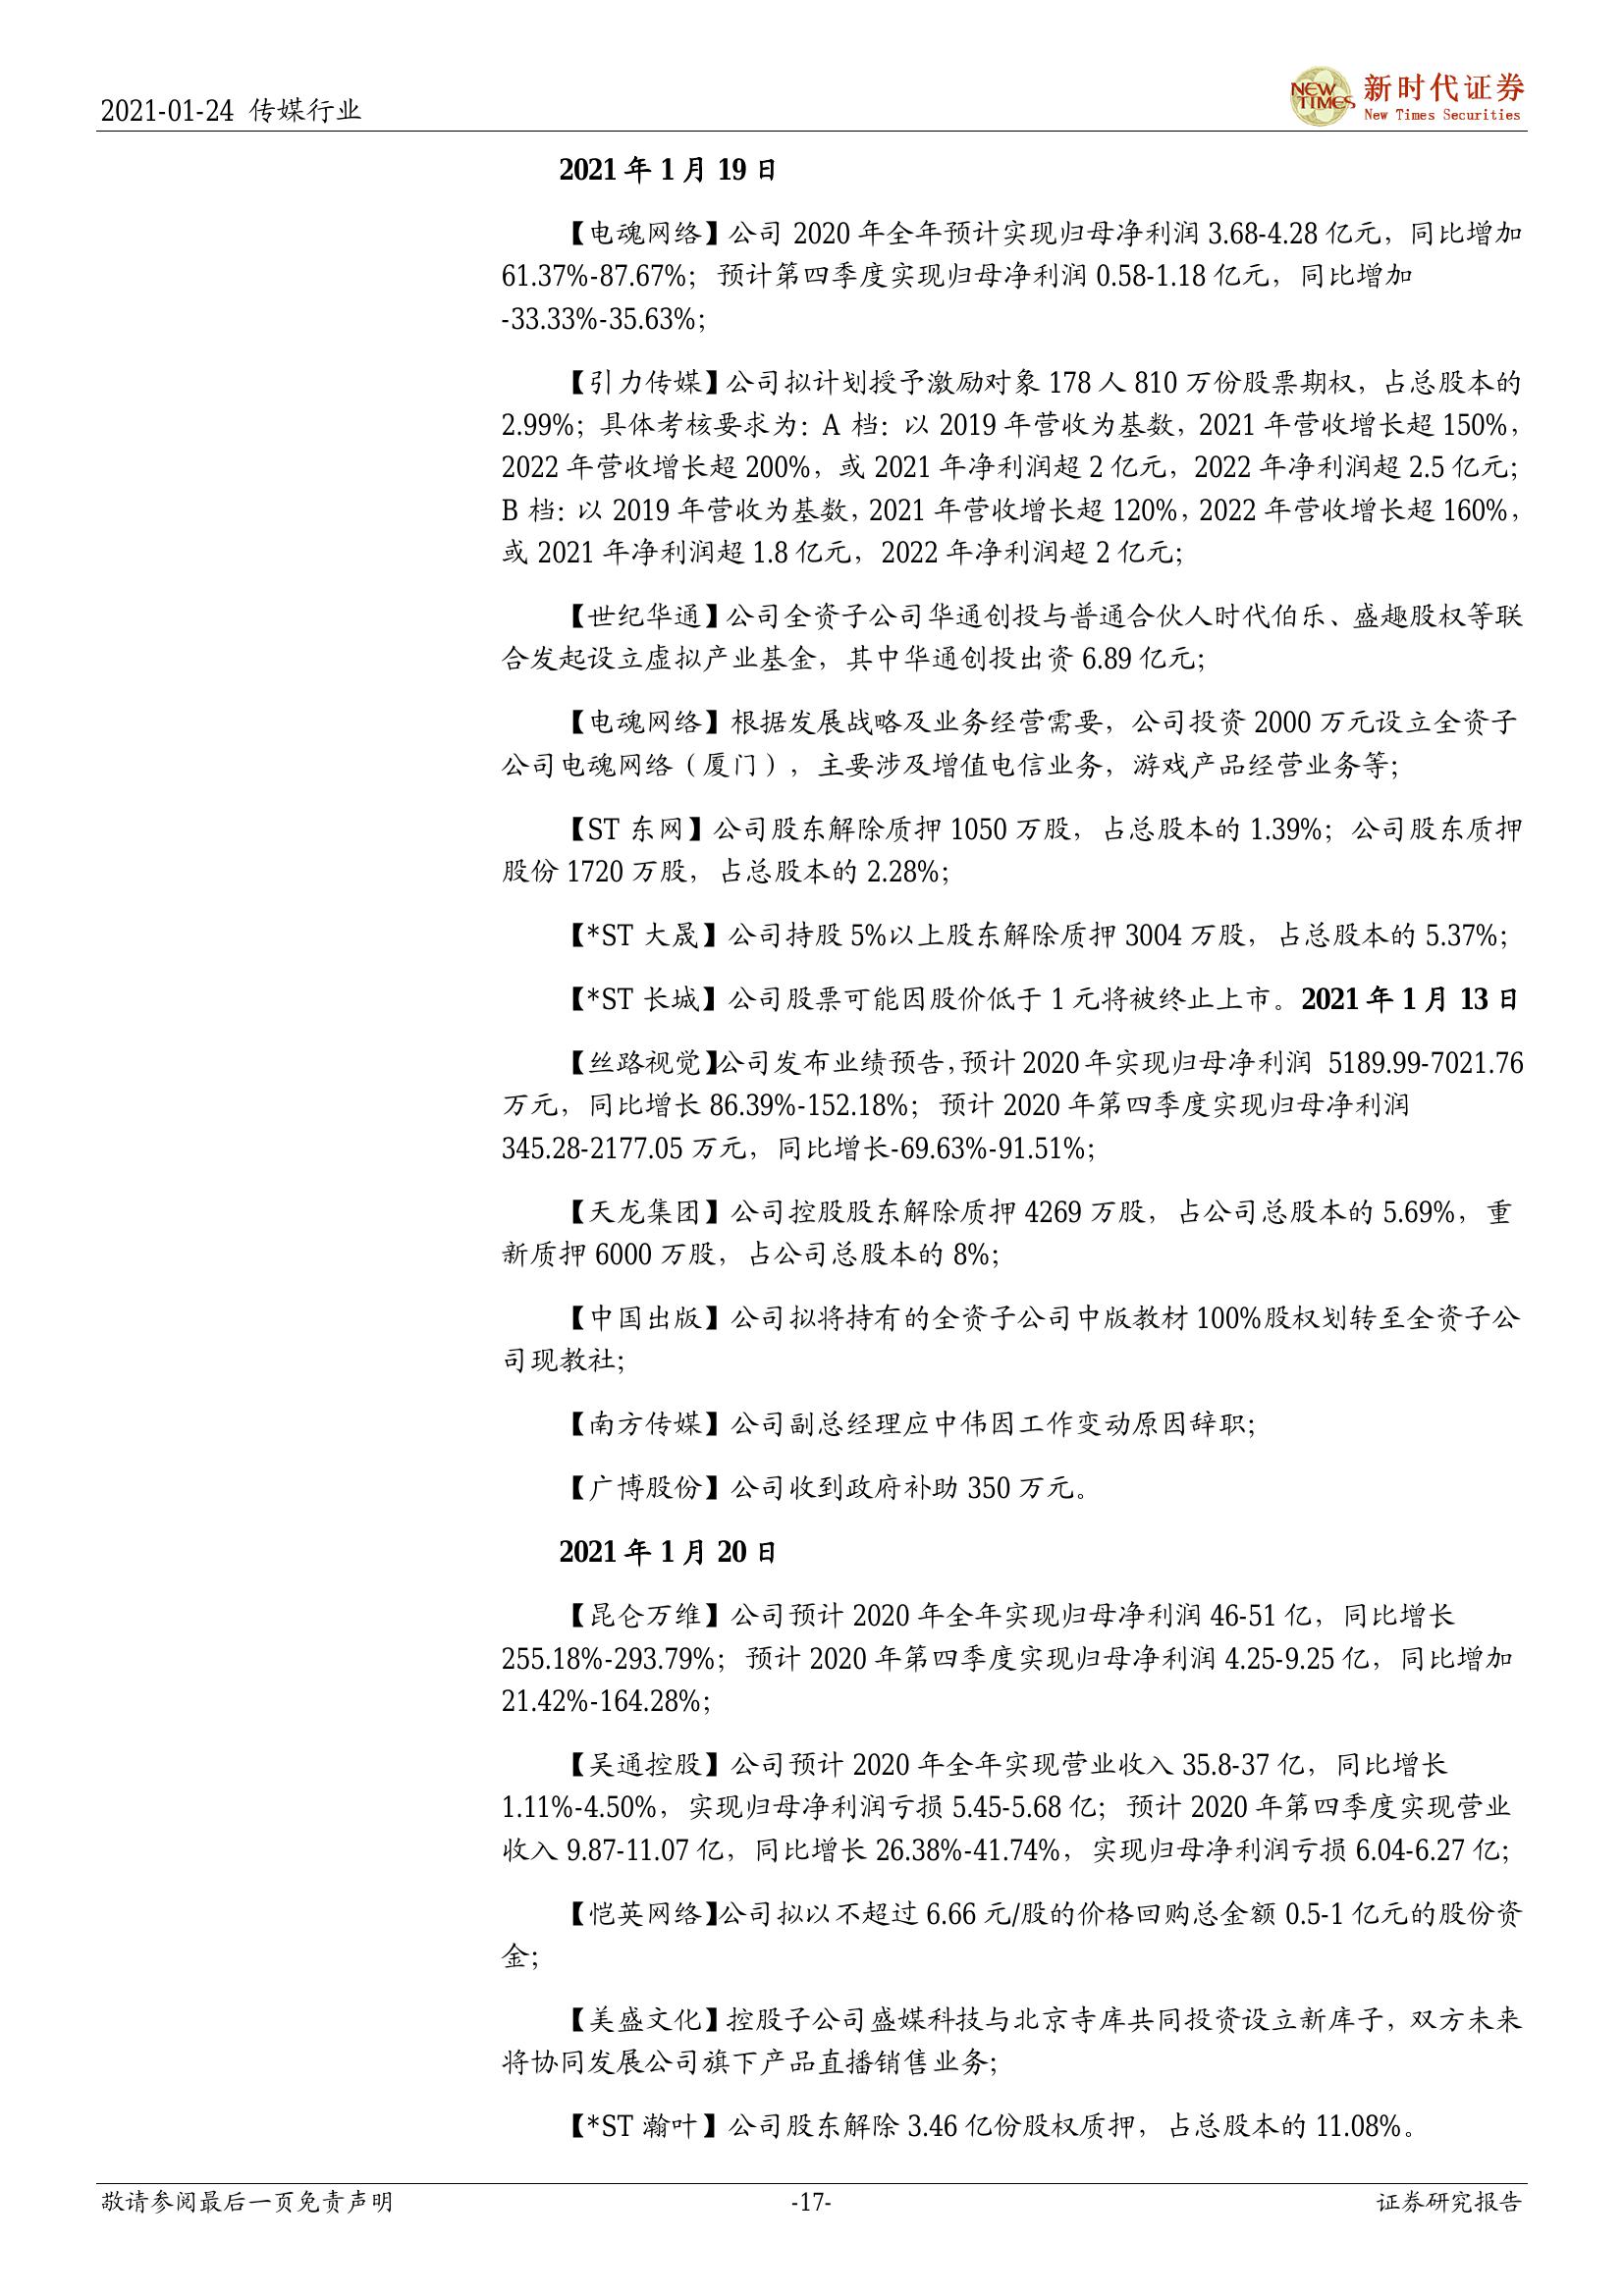 2021-01-24 传媒行业
NEW TIMES
新时代证券
New Times Securities
2021 年 1 月 19 日
【电魂网络】公司 2020 年全年预计实现归母净利润 3.68-4.28 亿元，同比增加
61.37%-87.67%；预计第四季度实现归母净利润 0.58-1.18 亿元，同比增加
-33.33%-35.63%；
【引力传媒】公司拟计划授予激励对象 178 人 810 万份股票期权，占总股本的
2.99%；具体考核要求为：A 档：以 2019 年营收为基数，2021 年营收增长超 150%，
2022 年营收增长超 200%，或 2021 年净利润超 2 亿元，2022 年净利润超 2.5 亿元；
B 档：以 2019 年营收为基数，2021 年营收增长超 120%，2022 年营收增长超 160%，
或 2021 年净利润超 1.8 亿元，2022 年净利润超 2 亿元；
【世纪华通】公司全资子公司华通创投与普通合伙人时代伯乐、盛趣股权等联
合发起设立虚拟产业基金，其中华通创投出资 6.89 亿元；
【电魂网络】根据发展战略及业务经营需要，公司投资 2000 万元设立全资子
公司电魂网络（厦门），主要涉及增值电信业务，游戏产品经营业务等；
【ST 东网】公司股东解除质押 1050 万股，占总股本的 1.39%；公司股东质押
股份 1720 万股，占总股本的 2.28%；
【*ST 大晟】公司持股 5%以上股东解除质押 3004 万股，占总股本的 5.37%；
【*ST 长城】公司股票可能因股价低于 1 元将被终止上市。2021 年 1 月 13 日
【丝路视觉】公司发布业绩预告，预计 2020 年实现归母净利润 5189.99-7021.76
万元，同比增长 86.39%-152.18%；预计 2020 年第四季度实现归母净利润
345.28-2177.05 万元，同比增长-69.63%-91.51%；
【天龙集团】公司控股股东解除质押 4269 万股，占公司总股本的 5.69%，重
新质押 6000 万股，占公司总股本的 8%；
【中国出版】公司拟将持有的全资子公司中版教材 100%股权划转至全资子公
司现教社；
【南方传媒】公司副总经理应中伟因工作变动原因辞职；
【广博股份】公司收到政府补助 350 万元。
2021 年 1 月 20 日
【昆仑万维】公司预计 2020 年全年实现归母净利润 46-51 亿，同比增长
255.18%-293.79%；预计 2020 年第四季度实现归母净利润 4.25-9.25 亿，同比增加
21.42%-164.28%；
【吴通控股】公司预计 2020 年全年实现营业收入 35.8-37 亿，同比增长
1.11%-4.50%，实现归母净利润亏损 5.45-5.68 亿；预计 2020 年第四季度实现营业
收入 9.87-11.07 亿，同比增长 26.38%-41.74%，实现归母净利润亏损 6.04-6.27 亿；
【恺英网络】公司拟以不超过 6.66 元/股的价格回购总金额 0.5-1 亿元的股份资
金；
【美盛文化】控股子公司盛媒科技与北京寺库共同投资设立新库子，双方未来
将协同发展公司旗下产品直播销售业务；
【*ST 瀚叶】公司股东解除 3.46 亿份股权质押，占总股本的 11.08%。
敬请参阅最后一页免责声明
-17-
证券研究报告